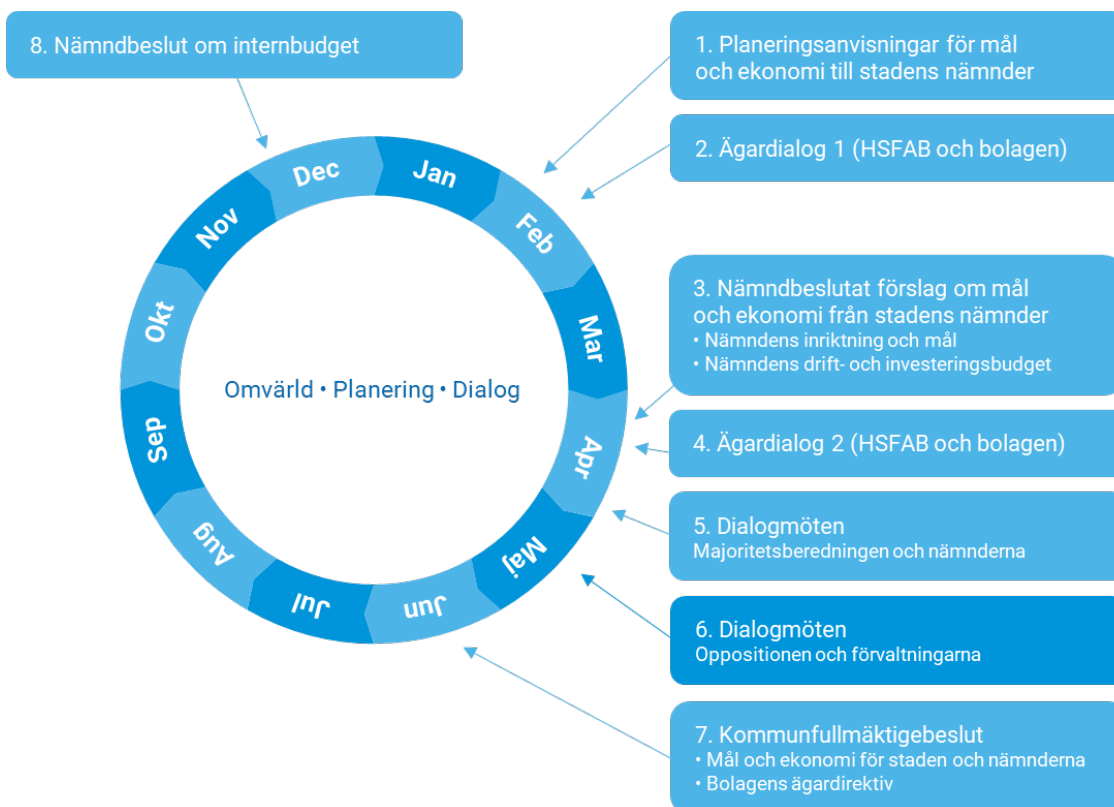 8. Nämndbeslut om internbudget
1. Planeringsanvisningar för mål
och ekonomi till stadens nämnder
2. Ägardialog 1 (HSFAB och bolagen)
3. Nämndbeslutat förslag om mål
och ekonomi från stadens nämnder
• Nämndens inriktning och mål
• Nämndens drift- och investeringsbudget
4. Ägardialog 2 (HSFAB och bolagen)
5. Dialogmöten
Majoritetsberedningen och nämnderna
6. Dialogmöten
Oppositionen och förvaltningarna
7. Kommunfullmäktigebeslut
• Mål och ekonomi för staden och nämnderna
• Bolagens ägardirektiv
Jan
Feb
Mar
Apr
Maj
Jun
Jul
Aug
Sep
Okt
Nov
Dec
Omvärld • Planering • Dialog